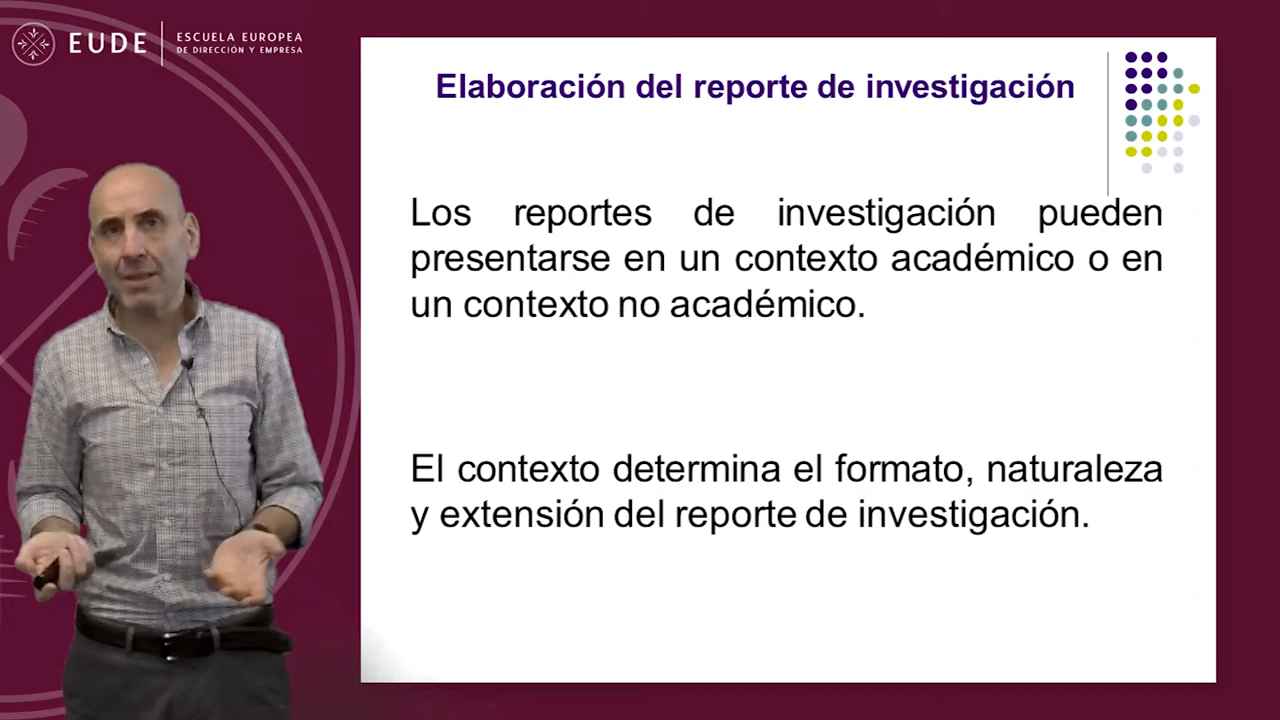 EUDE
ESCUELA EUROPEA
DE DIRECCIÓN Y EMPRESA
Elaboración del reporte de investigación
Los reportes de investigación pueden
presentarse en un contexto académico o en
un contexto no académico.
El contexto determina el formato, naturaleza
y extensión del reporte de investigación.